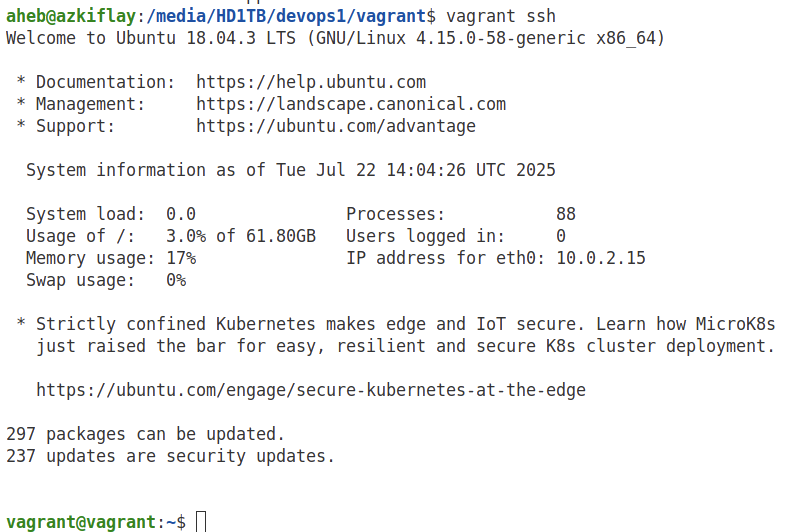 aheb@azkiflay:/media/HD1TB/devops1/vagrant$ vagrant ssh
Welcome to Ubuntu 18.04.3 LTS (GNU/Linux 4.15.0-58-generic x86_64)

 * Documentation:  https://help.ubuntu.com
 * Management:     https://landscape.canonical.com
 * Support:        https://ubuntu.com/advantage

  System information as of Tue Jul 22 14:04:26 UTC 2025

  System load:  0.0               Processes:           88
  Usage of /:   3.0% of 61.80GB   Users logged in:     0
  Memory usage: 17%               IP address for eth0: 10.0.2.15
  Swap usage:   0%

 * Strictly confined Kubernetes makes edge and IoT secure. Learn how MicroK8s
   just raised the bar for easy, resilient and secure K8s cluster deployment.

   https://ubuntu.com/engage/secure-kubernetes-at-the-edge

297 packages can be updated.
237 updates are security updates.

vagrant@vagrant:~$